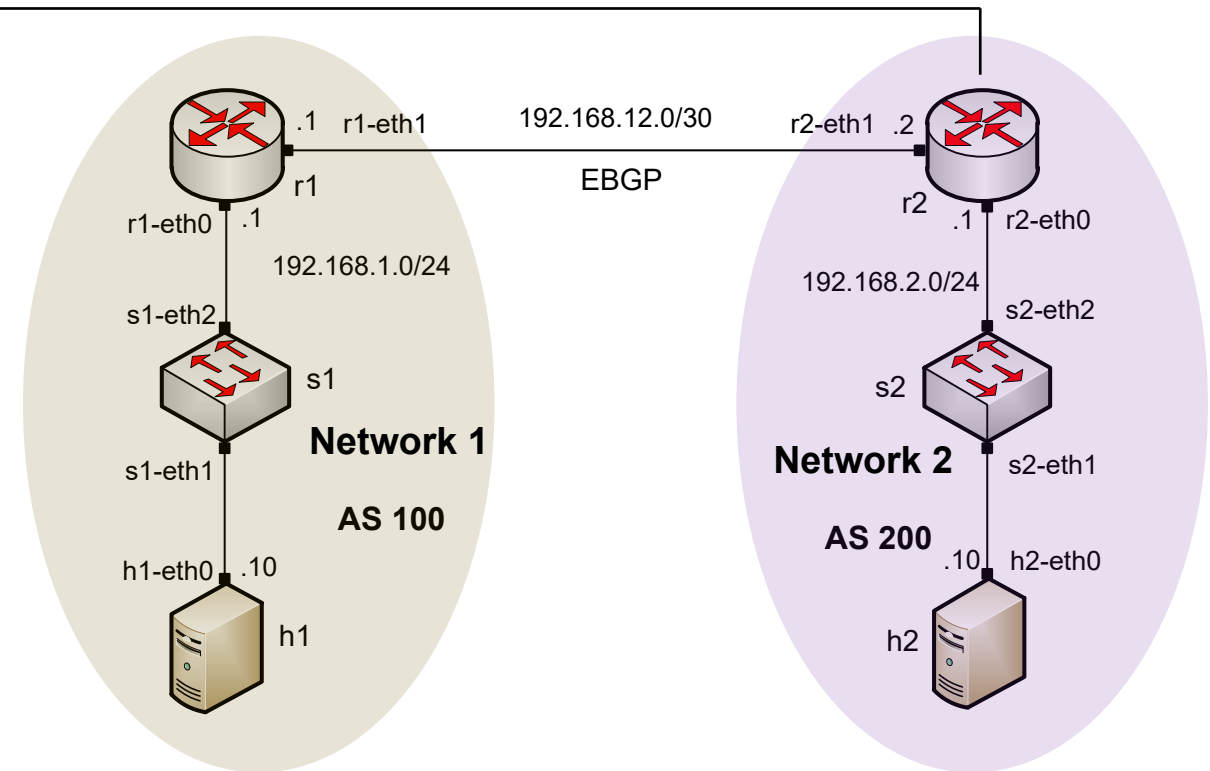 .1 r1-eth1 192.168.12.0/30 r2-eth1 .2
EBGP
r1
r2
r1-eth0 .1
.1 r2-eth0
192.168.1.0/24
192.168.2.0/24
s1-eth2
s2-eth2
s1
s2
Network 1
Network 2
s1-eth1
s2-eth1
AS 100
AS 200
h1-eth0 .10
.10 h2-eth0
h1
h2